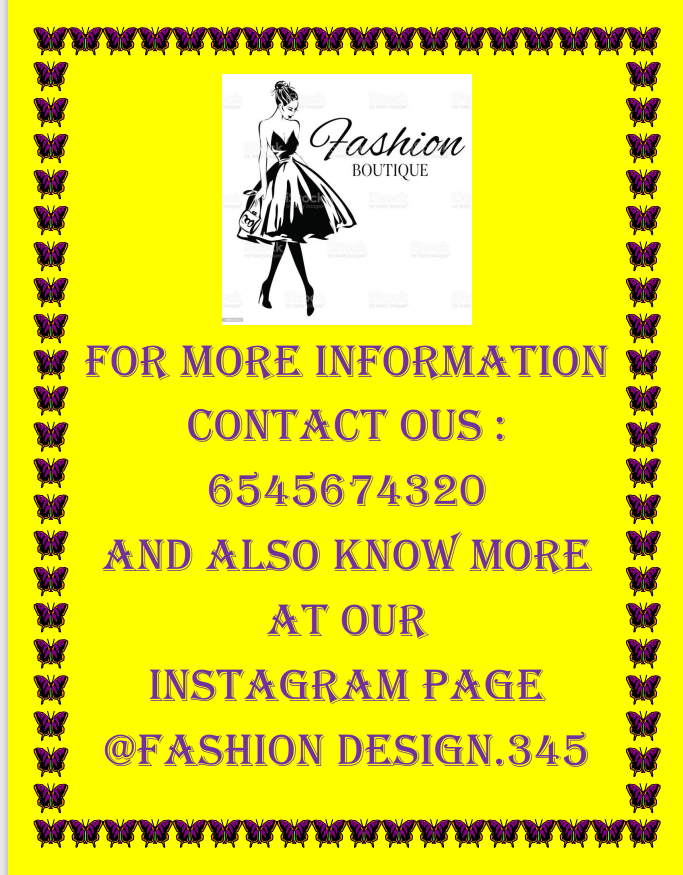 Fashion
BOUTIQUE
FOR MORE INFORMATION
CONTACT OUS :
6545674320
AND ALSO KNOW MORE
AT OUR
INSTAGRAM PAGE
@FASHION DESIGN.345